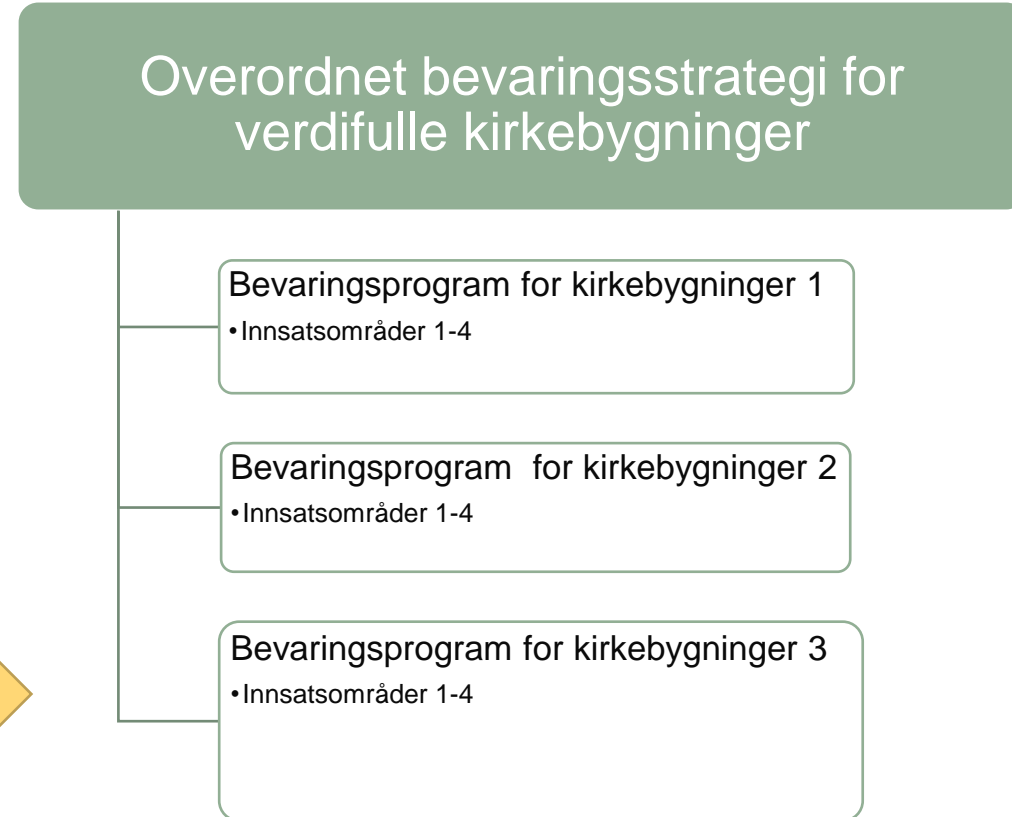 Overordnet bevaringsstrategi for
verdifulle kirkebygninger
Bevaringsprogram for kirkebygninger 1
•Innsatsområder 1-4
Bevaringsprogram  for kirkebygninger 2
•Innsatsområder 1-4
Bevaringsprogram for kirkebygninger 3
•Innsatsområder 1-4